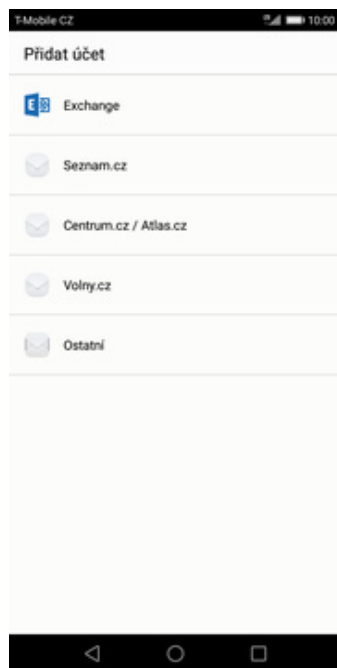 T-Mobile CZ 10:00
Přidat účet
Exchange
Seznam.cz
Centrum.cz / Atlas.cz
Volny.cz
Ostatní